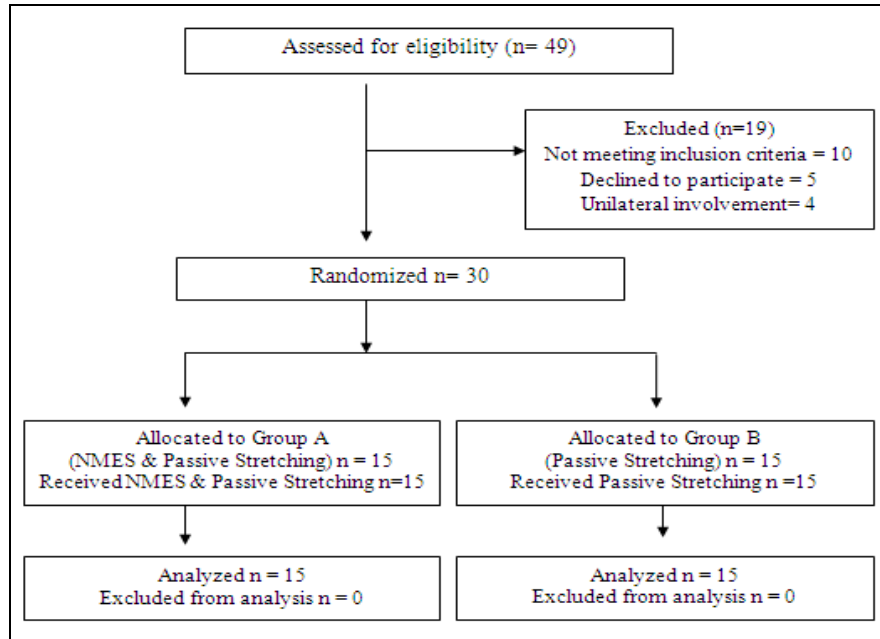 Assessed for eligibility (n= 49)
Excluded (n=19)
Not meeting inclusion criteria = 10
Declined to participate = 5
Unilateral involvement= 4
Randomized n= 30
Allocated to Group A
(NMES & Passive Stretching) n = 15
Received NMES & Passive Stretching n=15
Allocated to Group B
(Passive Stretching) n = 15
Received Passive Stretching n =15
Analyzed n = 15
Excluded from analysis n = 0
Analyzed n = 15
Excluded from analysis n = 0